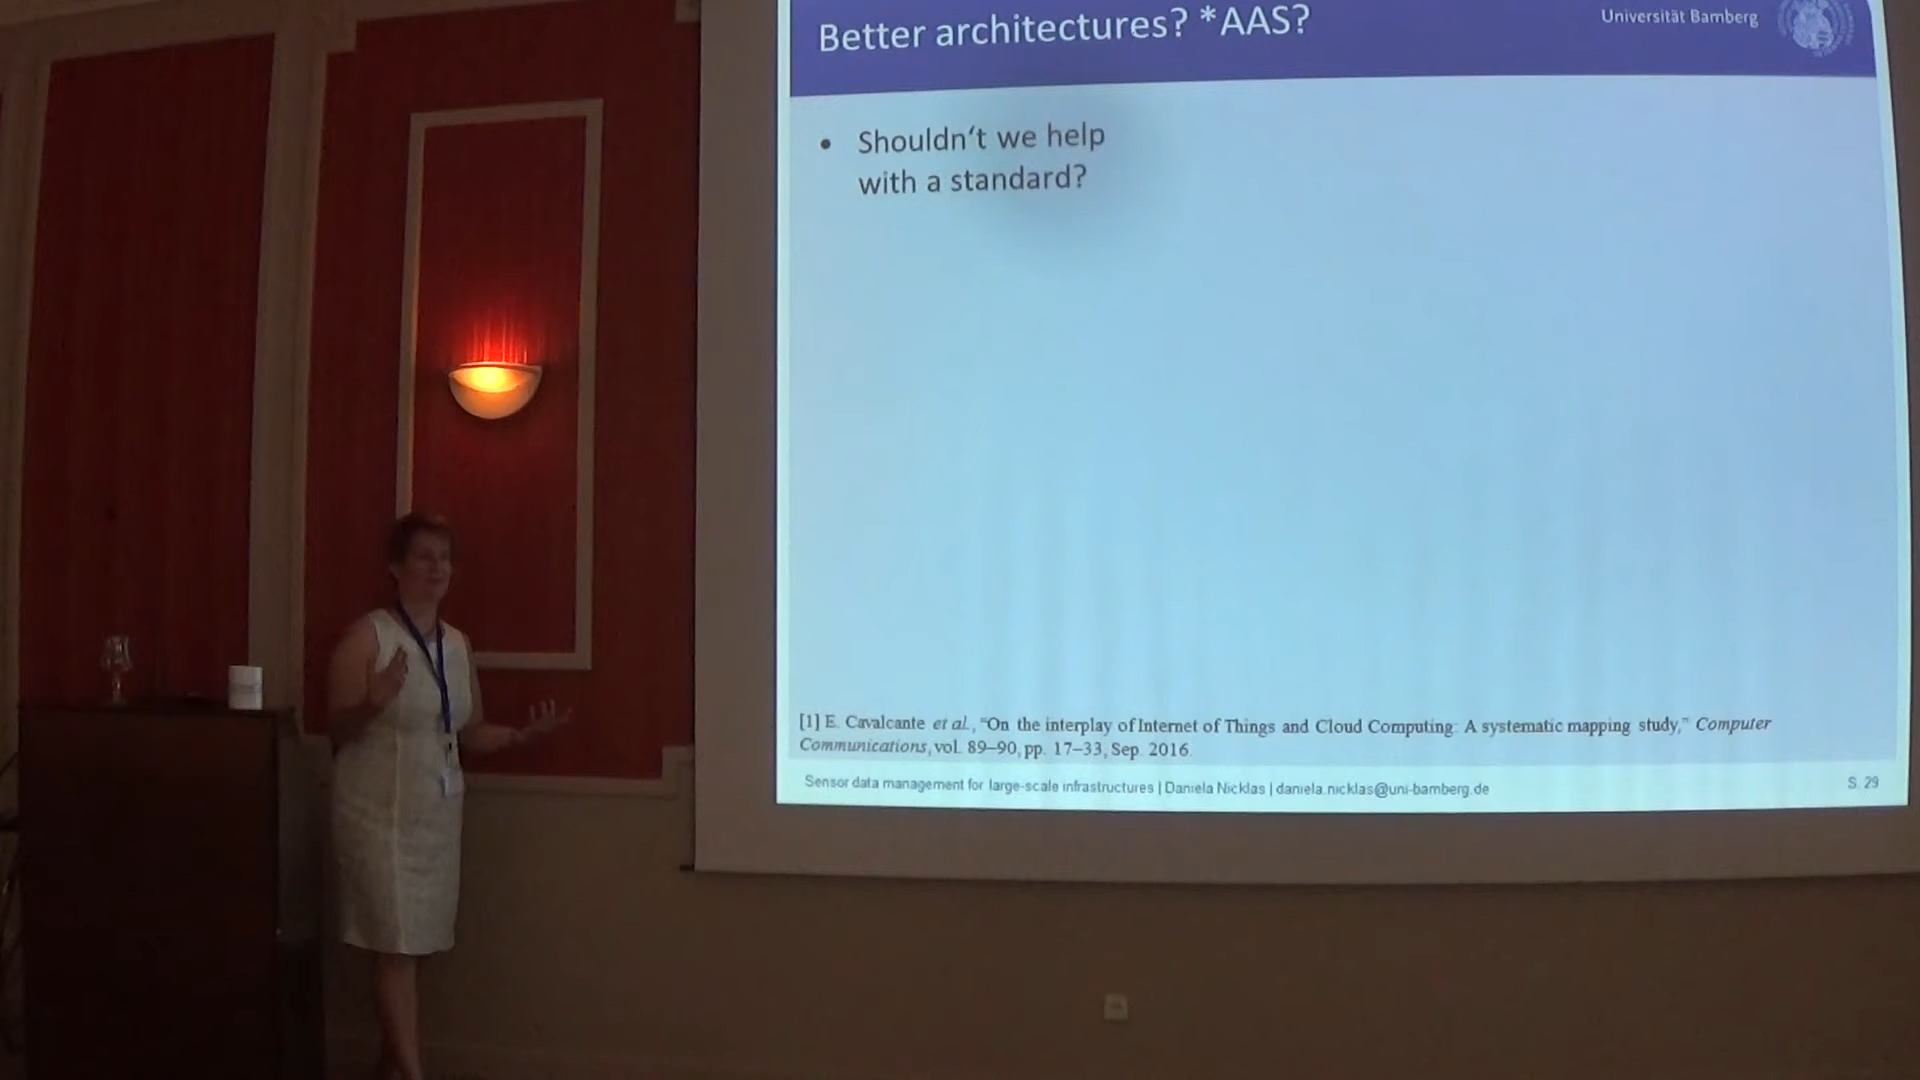 Better architectures? *AAS?
Universität Bamberg
• Shouldn‘t we help
with a standard?
[1] E. Cavalcante et al., “On the interplay of Internet of Things and Cloud Computing: A systematic mapping study,” Computer
Communications, vol. 89–90, pp. 17–33, Sep. 2016.
Sensor data management for large-scale infrastructures | Daniela Nicklas | daniela.nicklas@uni-bamberg.de
S. 29